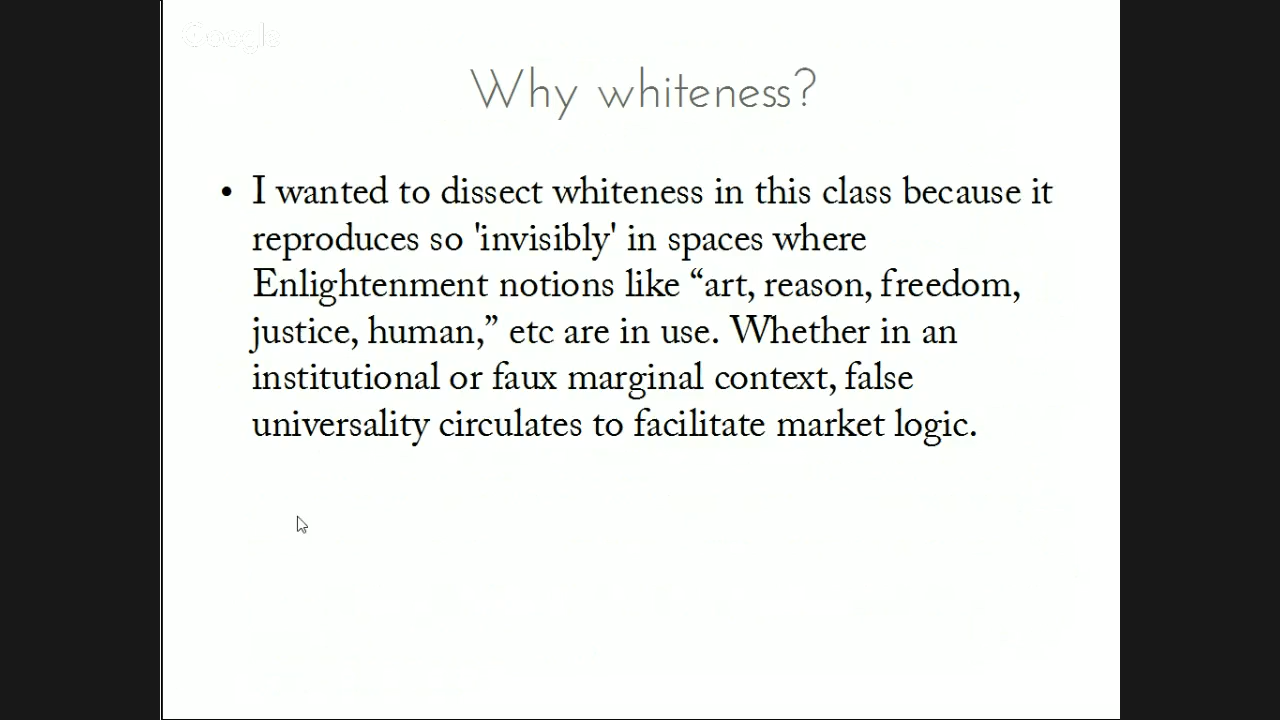 Google
Why whiteness?
• I wanted to dissect whiteness in this class because it
reproduces so 'invisibly' in spaces where
Enlightenment notions like “art, reason, freedom,
justice, human,” etc are in use. Whether in an
institutional or faux marginal context, false
universality circulates to facilitate market logic.